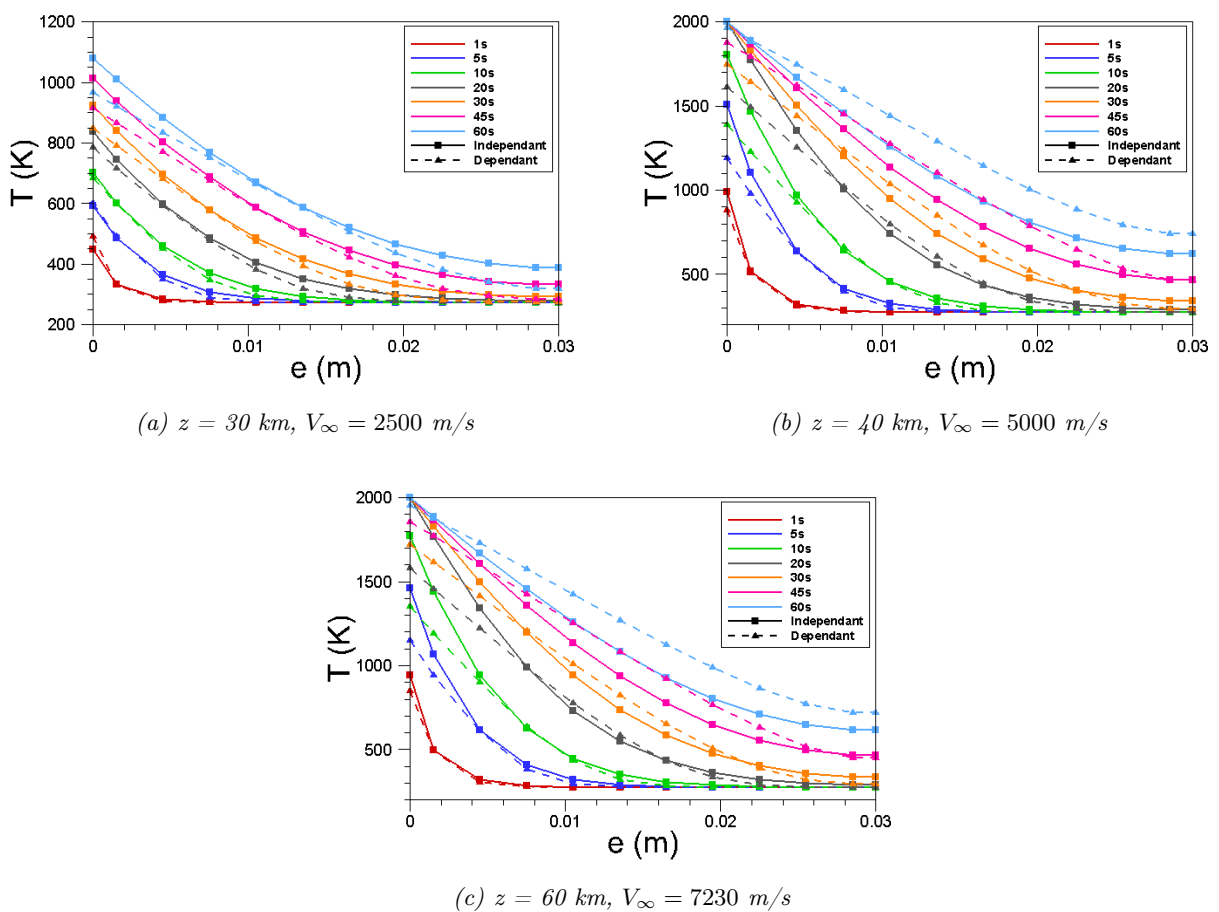 1200
1000
800
600
400
200
T (K)
0
0.01
0.02
0.03
e (m)
1s
5s
10s
20s
30s
45s
60s
Independant
Dependant
(a) z = 30 km, V∞ = 2500 m/s
2000
1500
1000
500
T (K)
0
0.01
0.02
0.03
e (m)
1s
5s
10s
20s
30s
45s
60s
Independant
Dependant
(b) z = 40 km, V∞ = 5000 m/s
2000
1500
1000
500
T (K)
0
0.01
0.02
0.03
e (m)
1s
5s
10s
20s
30s
45s
60s
Independant
Dependant
(c) z = 60 km, V∞ = 7230 m/s